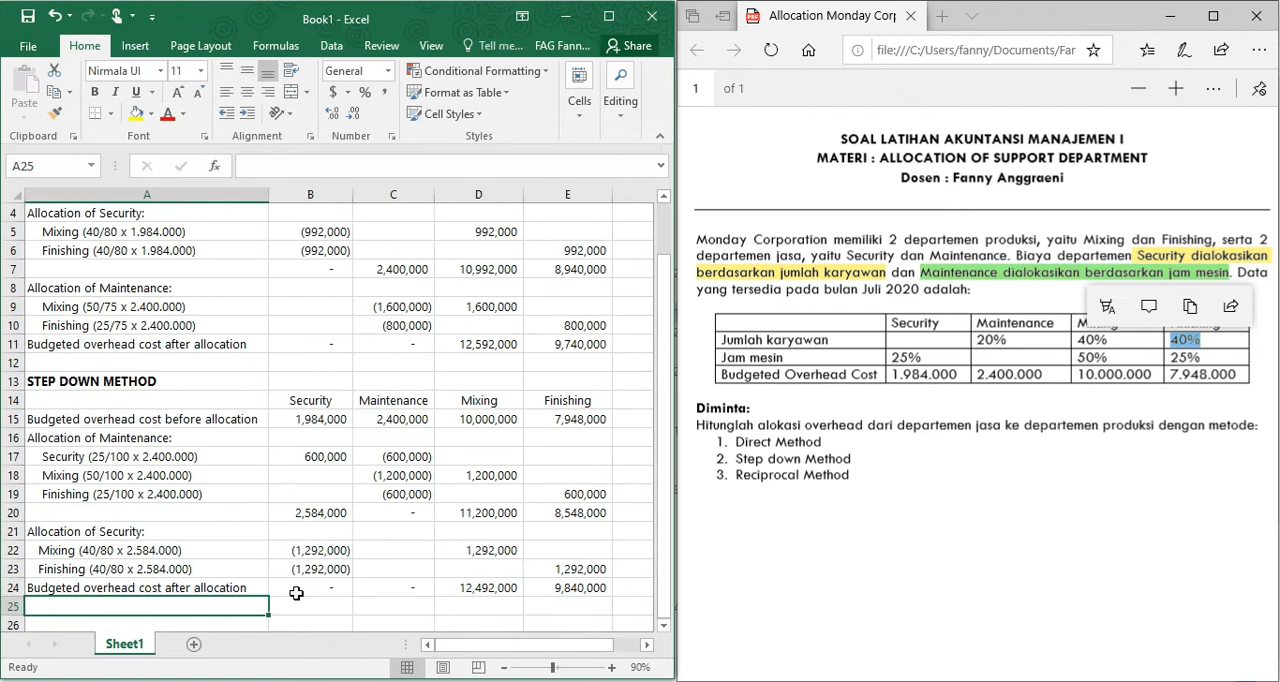 Book1 - Excel
File Home Insert Page Layout Formulas Data Review View Tell me... FAG Fann... Share
Paste
Nirmala UI 11
B I U
General
$ % ,
Conditional Formatting
Format as Table
Cell Styles
Cells
Editing
Clipboard Font Alignment Number Styles
A25 fx
A B C D E
4 Allocation of Security:
5 Mixing (40/80 x 1.984.000) (992,000) 992,000
6 Finishing (40/80 x 1.984.000) (992,000) 992,000
7 - 2,400,000 10,992,000 8,940,000
8 Allocation of Maintenance:
9 Mixing (50/75 x 2.400.000) (1,600,000) 1,600,000
10 Finishing (25/75 x 2.400.000) (800,000) 800,000
11 Budgeted overhead cost after allocation - - 12,592,000 9,740,000
12
13 STEP DOWN METHOD
14 Security Maintenance Mixing Finishing
15 Budgeted overhead cost before allocation 1,984,000 2,400,000 10,000,000 7,948,000
16 Allocation of Maintenance:
17 Security (25/100 x 2.400.000) 600,000 (600,000)
18 Mixing (50/100 x 2.400.000) (1,200,000) 1,200,000
19 Finishing (25/100 x 2.400.000) (600,000) 600,000
20 2,584,000 - 11,200,000 8,548,000
21 Allocation of Security:
22 Mixing (40/80 x 2.584.000) (1,292,000) 1,292,000
23 Finishing (40/80 x 2.584.000) (1,292,000) 1,292,000
24 Budgeted overhead cost after allocation - - 12,492,000 9,840,000
25
26
Sheet1
Ready 90%
Allocation Monday Corp
file:///C:/Users/fanny/Documents/Far
1 of 1
SOAL LATIHAN AKUNTANSI MANAJEMEN I
MATERI : ALLOCATION OF SUPPORT DEPARTMENT
Dosen : Fanny Anggraeni
Monday Corporation memiliki 2 departemen produksi, yaitu Mixing dan Finishing, serta 2
departemen jasa, yaitu Security dan Maintenance. Biaya departemen Security dialokasikan
berdasarkan jumlah karyawan dan Maintenance dialokasikan berdasarkan jam mesin. Data
yang tersedia pada bulan Juli 2020 adalah:
Security Maintenance
Jumlah karyawan 20% 40% 40%
Jam mesin 25% 50% 25%
Budgeted Overhead Cost 1.984.000 2.400.000 10.000.000 7.948.000
Diminta:
Hitunglah alokasi overhead dari departemen jasa ke departemen produksi dengan metode:
1. Direct Method
2. Step down Method
3. Reciprocal Method